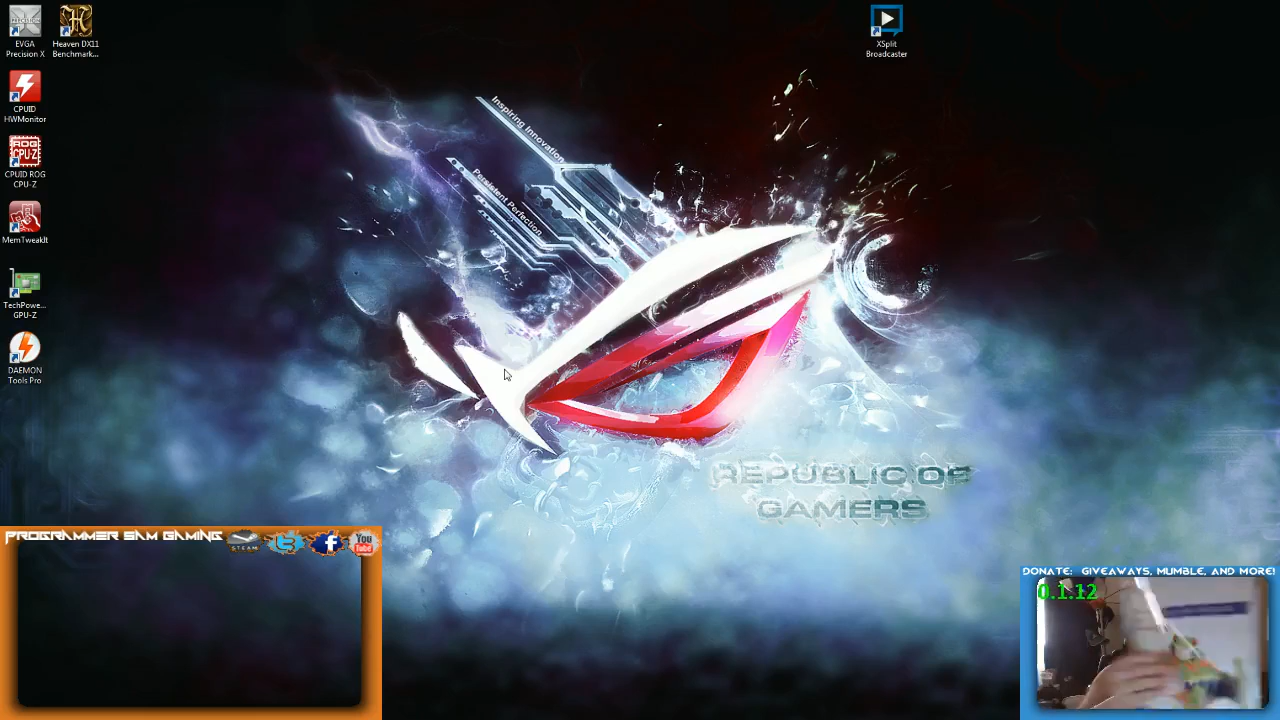 EVGA
Precision X
Heaven DX11
Benchmark...
XSplit
Broadcaster
CPUID
HWMonitor
CPUID ROG
CPU-Z
MemTweakIt
TechPowe...
GPU-Z
DAEMON
Tools Pro
Inspiring Innovation
Persistent Perfection
REPUBLIC OF
GAMERS
PROGRAMMER SAM GAMING
STEAM
You
Tube
DONATE: GIVEAWAYS, MUMBLE, AND MORE!
0.1.12